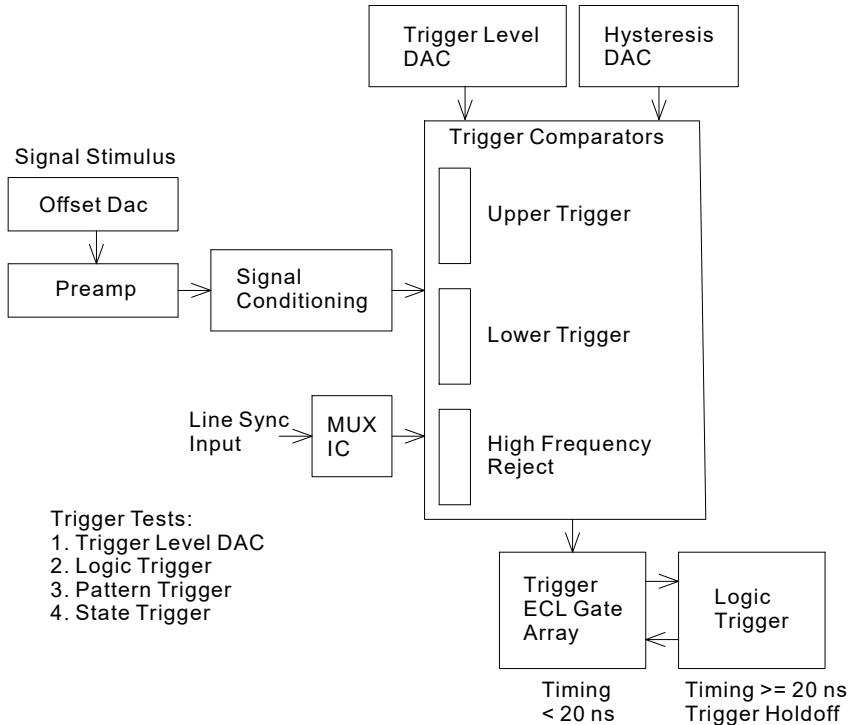 Trigger Level
DAC
Hysteresis
DAC
Trigger Comparators
Signal Stimulus
Offset Dac
Upper Trigger
Preamp
Signal
Conditioning
Lower Trigger
Line Sync
Input
MUX
IC
High Frequency
Reject
Trigger Tests:
1. Trigger Level DAC
2. Logic Trigger
3. Pattern Trigger
4. State Trigger
Trigger
ECL Gate
Array
Logic
Trigger
Timing
< 20 ns
Timing >= 20 ns
Trigger Holdoff